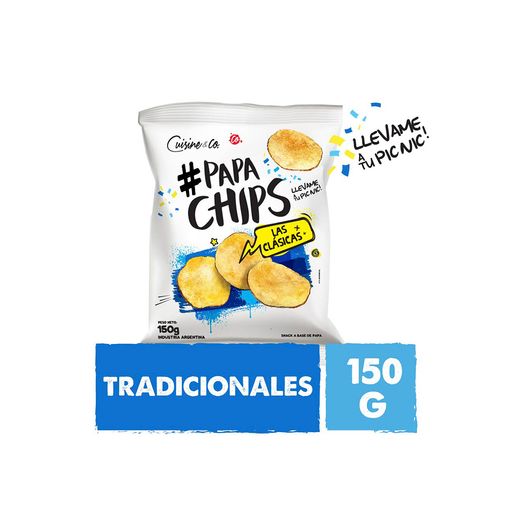 LLEVAME
A
TU PICNIC!
Cuisine & Co.
#PAPA
CHIPS
LLEVAME
A
TU PICNIC!
LAS
CLÁSICAS
PESO NETO:
150g
INDUSTRIA ARGENTINA
SNACK A BASE DE PAPA
TRADICIONALES
150
G